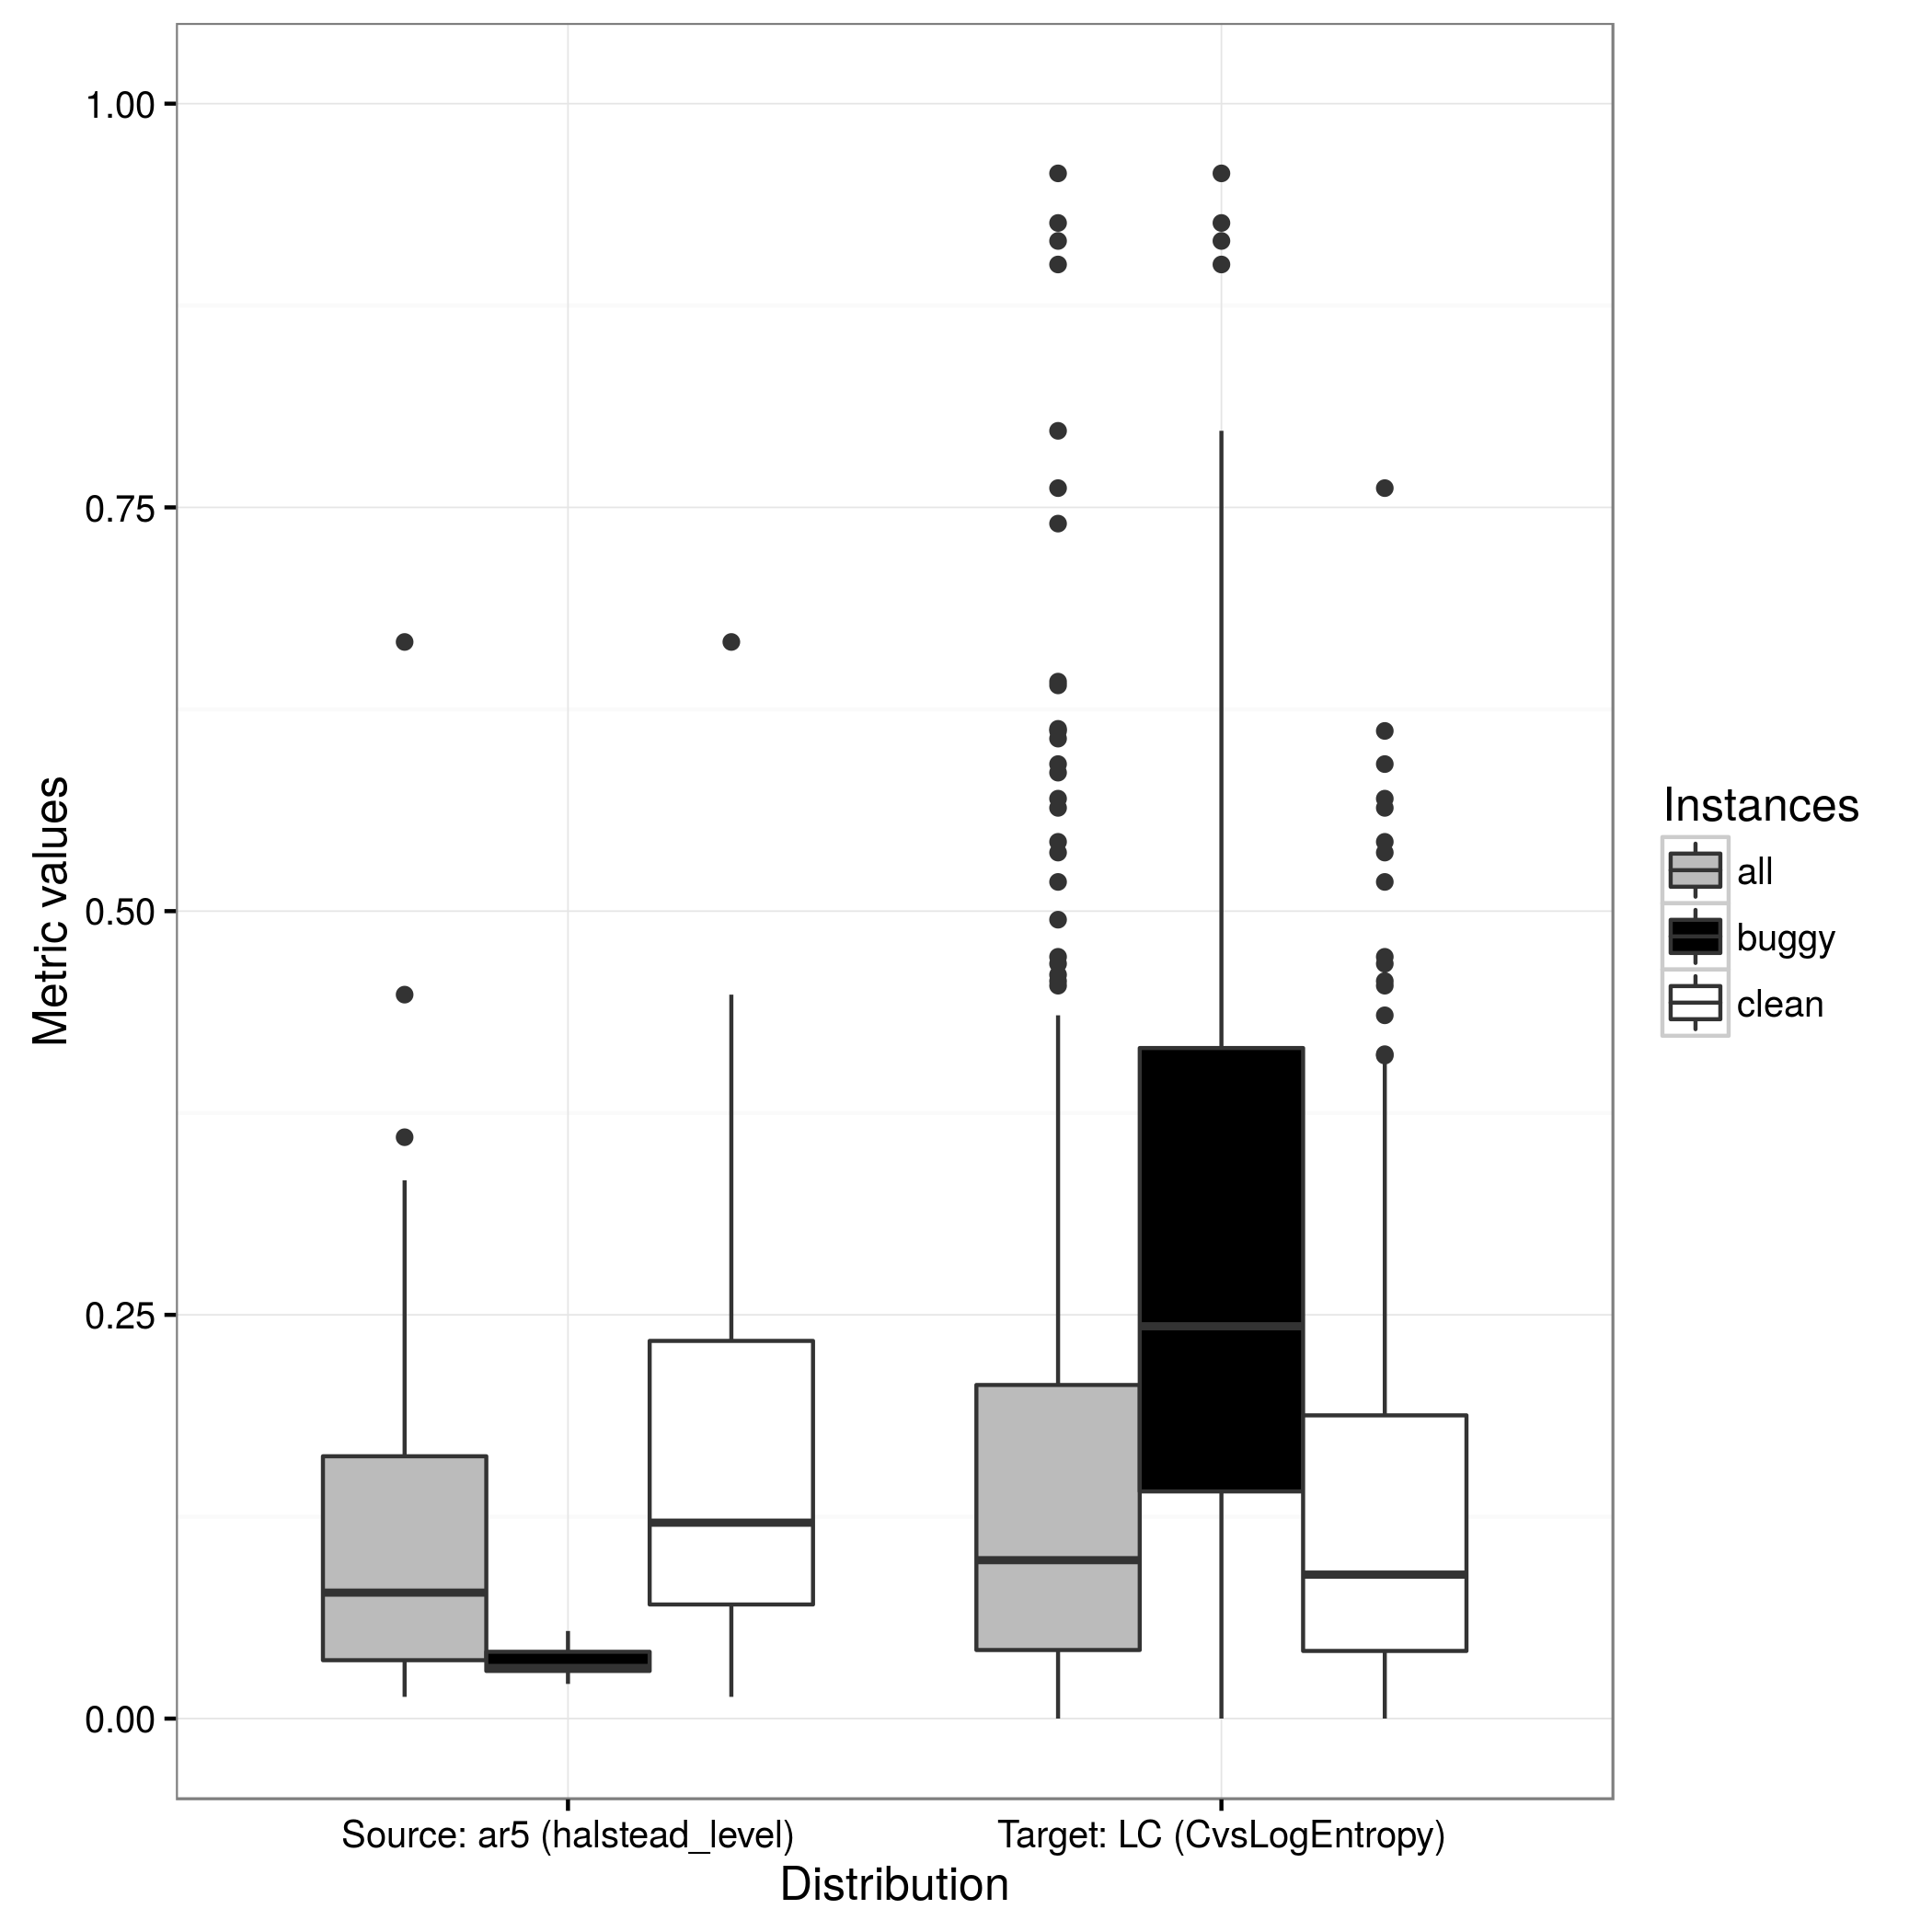 1.00
0.75
0.50
0.25
0.00
Metric values
Source: ar5 (halstead_level)
Target: LC (CvsLogEntropy)
Distribution
Instances
all
buggy
clean